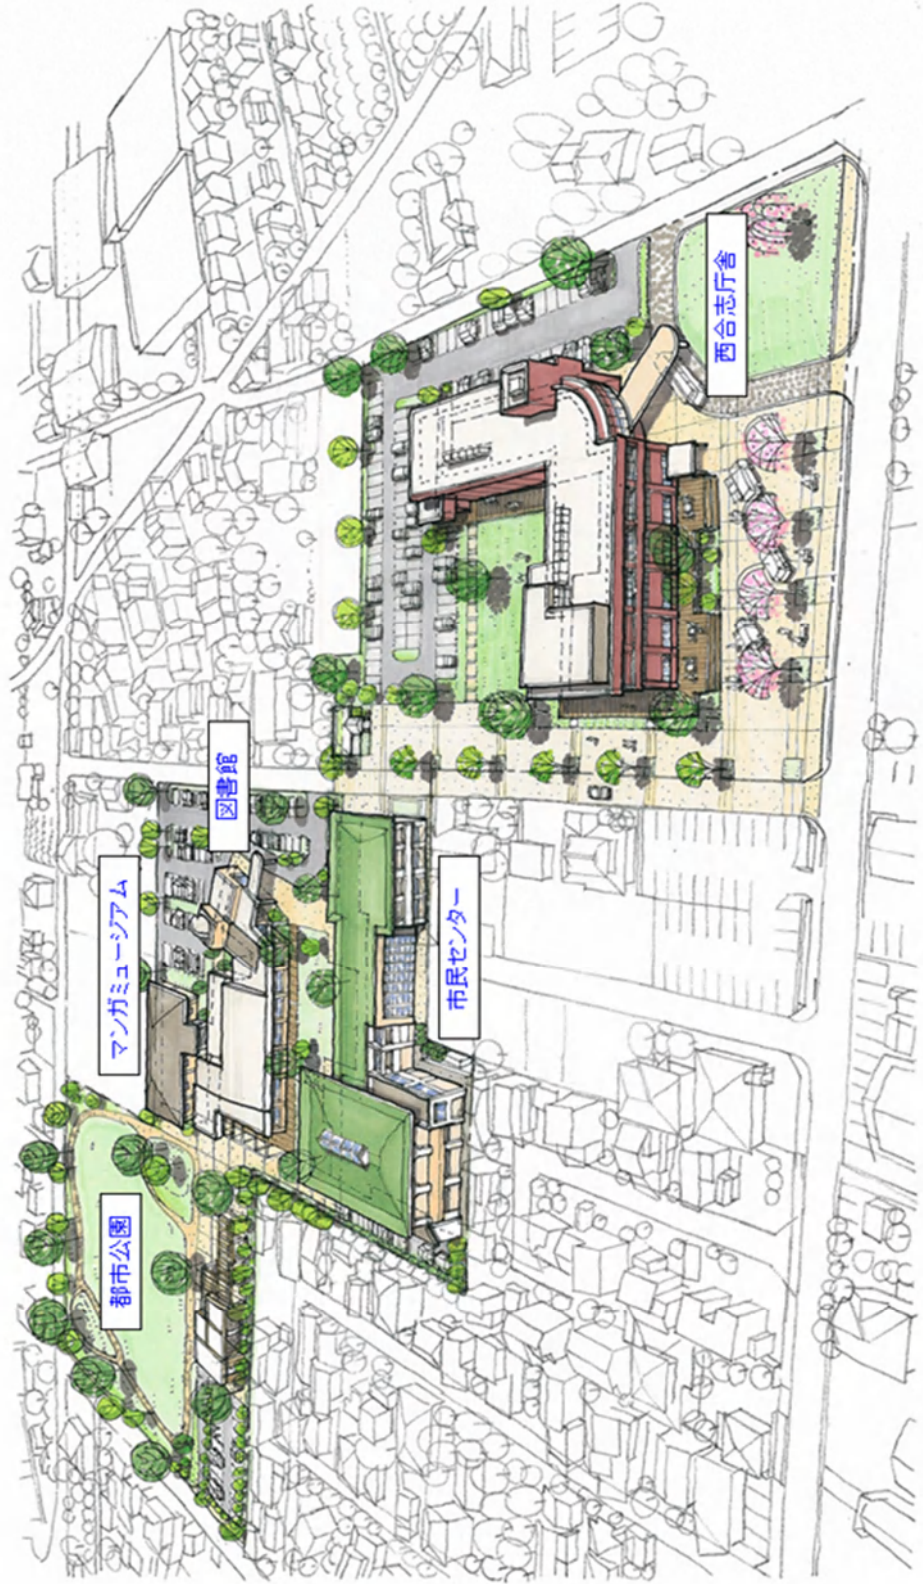 都市公園
マンガミュージアム
図書館
市民センター
西合志庁舎